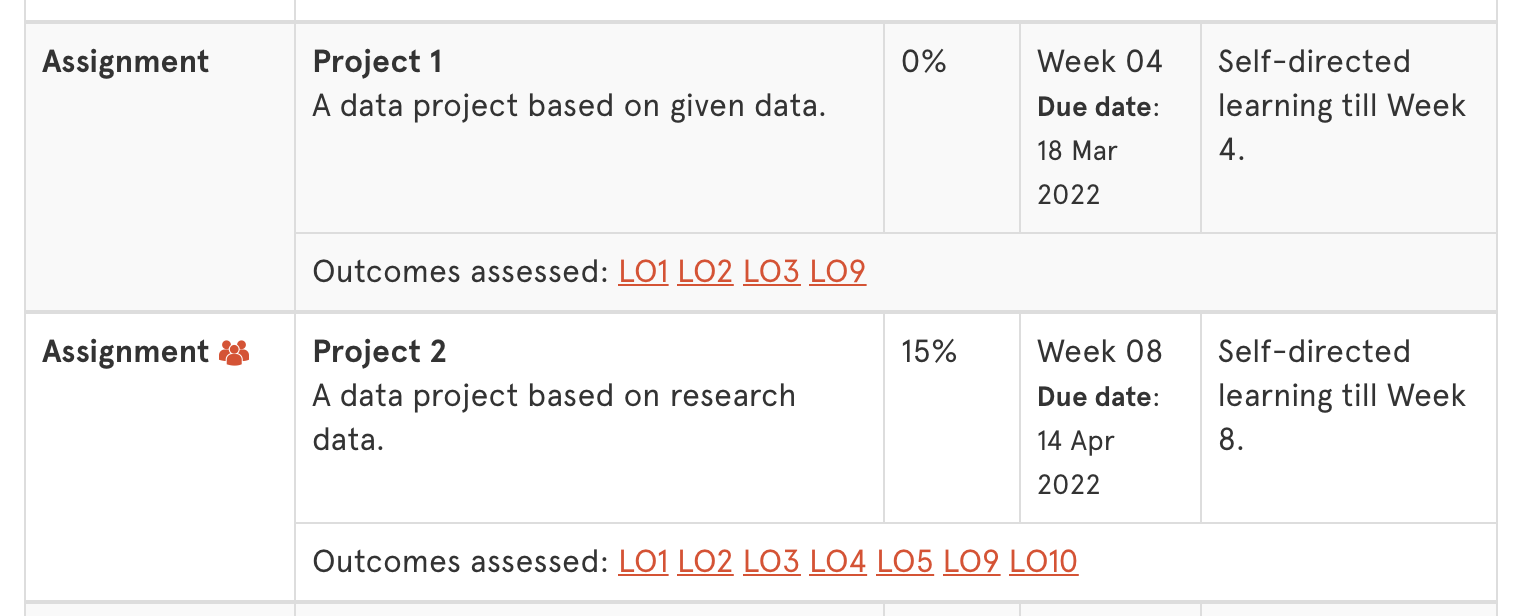 Assignment
Project 1
A data project based on given data.
0%
Week 04
Due date:
18 Mar
2022
Self-directed
learning till Week
4.
Outcomes assessed: LO1 LO2 LO3 LO9
Assignment
Project 2
A data project based on research
data.
15%
Week 08
Due date:
14 Apr
2022
Self-directed
learning till Week
8.
Outcomes assessed: LO1 LO2 LO3 LO4 LO5 LO9 LO10